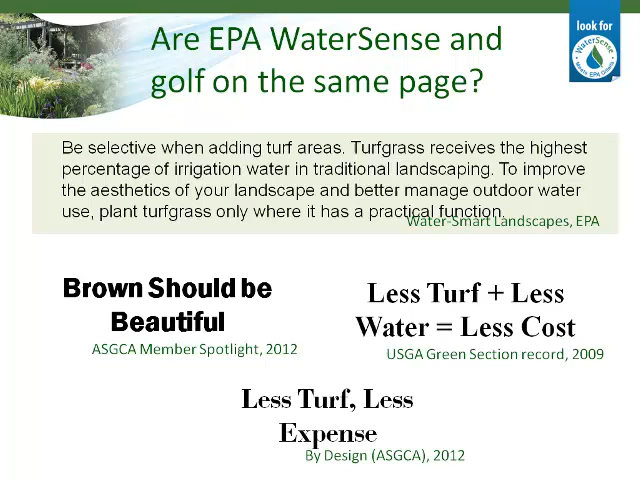 Are EPA WaterSense and
golf on the same page?
look for
WaterSense
Meets EPA Criteria
Be selective when adding turf areas. Turfgrass receives the highest
percentage of irrigation water in traditional landscaping. To improve
the aesthetics of your landscape and better manage outdoor water
use, plant turfgrass only where it has a practical function.
Water-Smart Landscapes, EPA
Brown Should be
Beautiful
ASGCA Member Spotlight, 2012
Less Turf + Less
Water = Less Cost
USGA Green Section record, 2009
Less Turf, Less
Expense
By Design (ASGCA), 2012